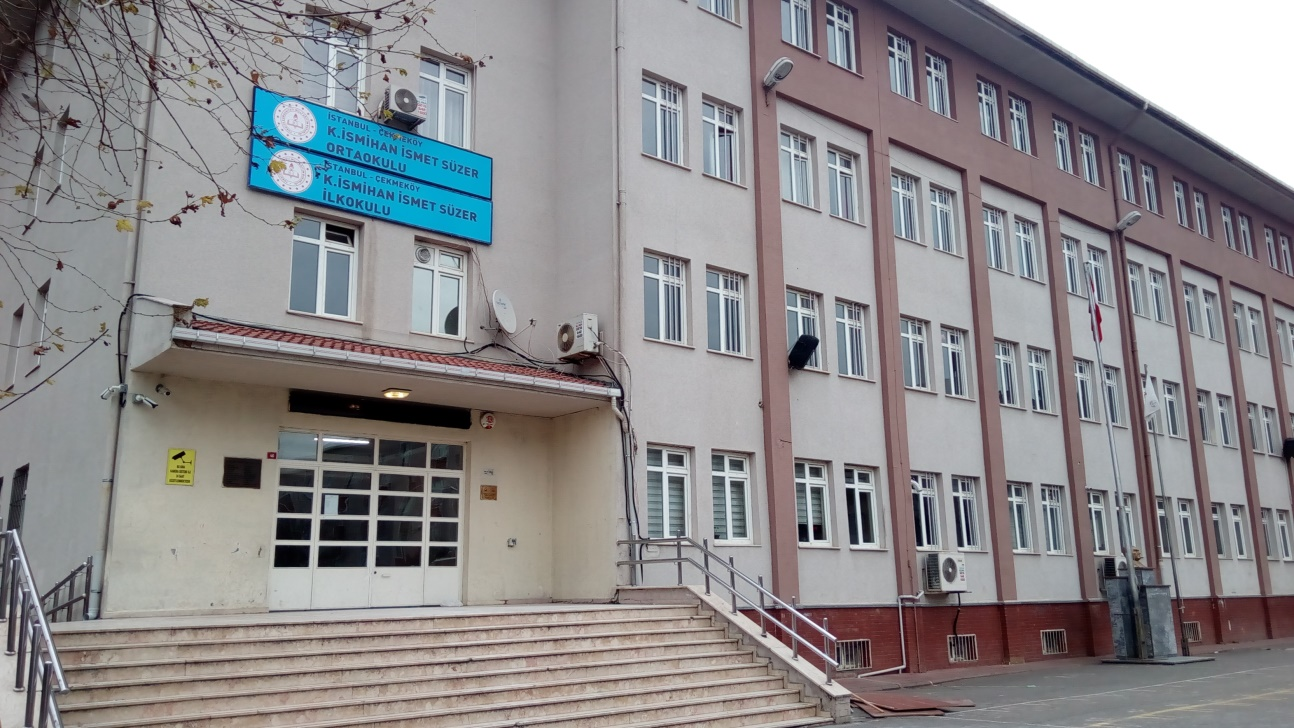 İSTANBUL - ÇEKMEKÖY
K.İSMİHAN İSMET SÜZER
ORTAOKULU
İSTANBUL - ÇEKMEKÖY
K.İSMİHAN İSMET SÜZER
İLKOKULU